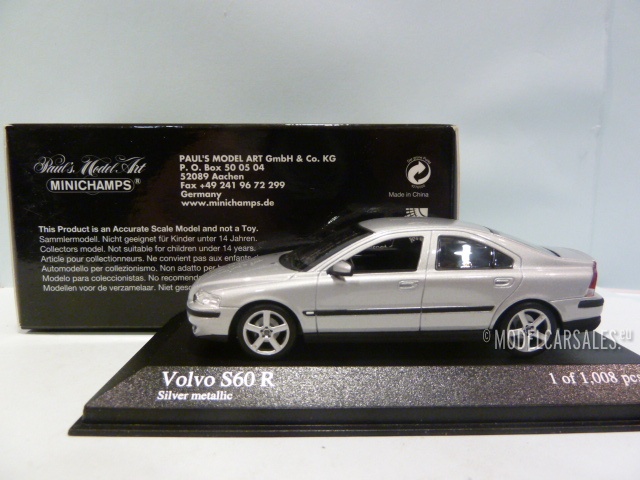 Paul's Model Art
MINICHAMPS®
PAUL'S MODEL ART GmbH & Co. KG
P. O. Box 50 05 04
52089 Aachen
Fax +49 241 96 72 299
www.minichamps.de
Made in China
This Product is an Accurate Scale Model and not a Toy.
Sammlermodell. Nicht geeignet für Kinder unter 14 Jahren.
Collectors model. Not suitable for children under 14 years.
Article pour collectionneurs. Ne convient pas aux enfants
Automodello per collezionismo. Non adatto per
Modelo para coleccionistas. No recomendado
Modellen voor de verzamelaar. Niet
MODELCARSALES.eu
Volvo S60 R
Silver metallic
1 of 1.008 pcs